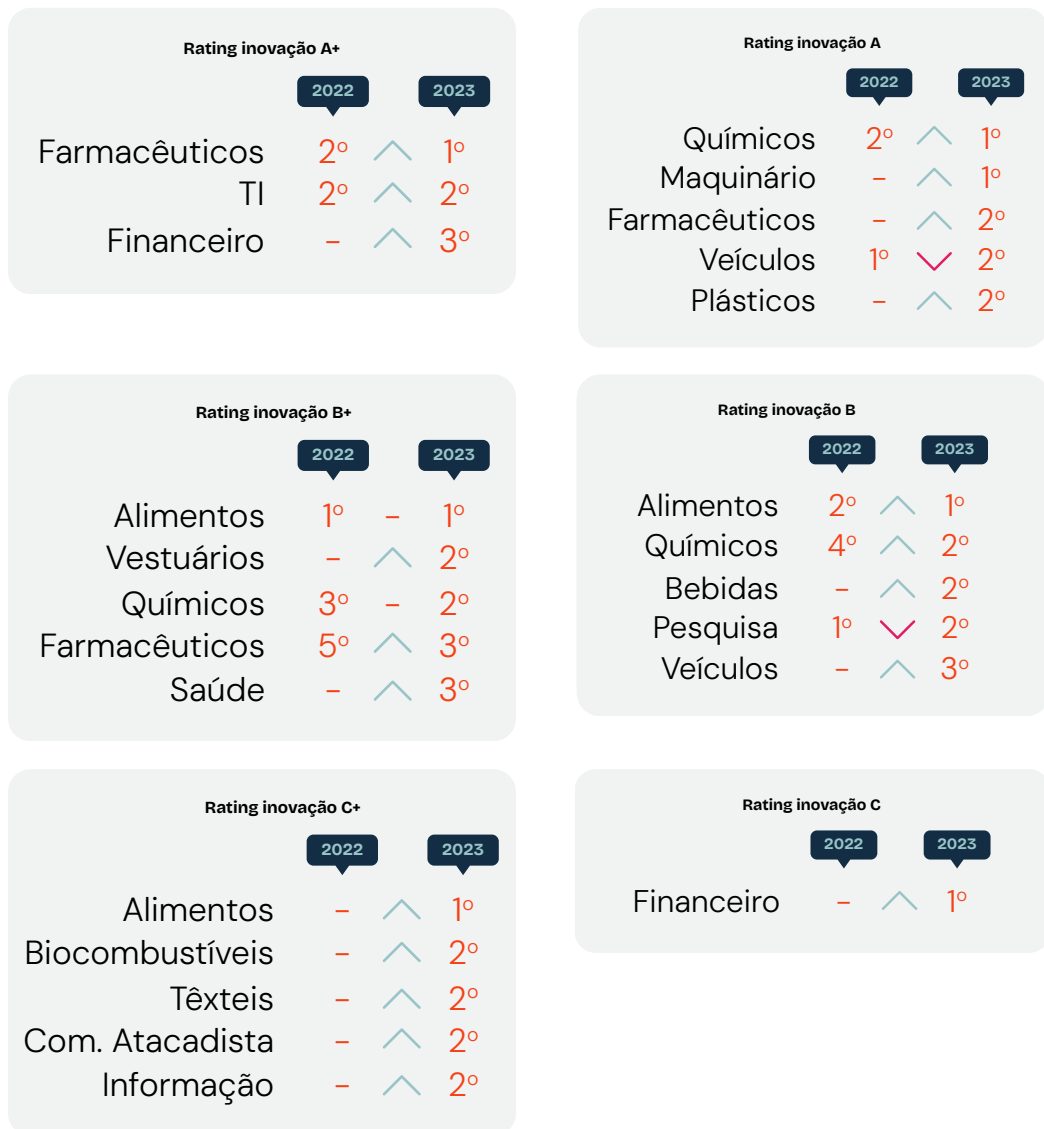 Rating inovação A+
2022 2023
Farmacêuticos 2º 1º
TI 2º 2º
Financeiro - 3º
Rating inovação A
2022 2023
Químicos 2º 1º
Maquinário - 1º
Farmacêuticos - 2º
Veículos 1º 2º
Plásticos - 2º
Rating inovação B+
2022 2023
Alimentos 1º - 1º
Vestuários - 2º
Químicos 3º - 2º
Farmacêuticos 5º 3º
Saúde - 3º
Rating inovação B
2022 2023
Alimentos 2º 1º
Químicos 4º 2º
Bebidas - 2º
Pesquisa 1º 2º
Veículos - 3º
Rating inovação C+
2022 2023
Alimentos - 1º
Biocombustíveis - 2º
Têxteis - 2º
Com. Atacadista - 2º
Informação - 2º
Rating inovação C
2022 2023
Financeiro - 1º